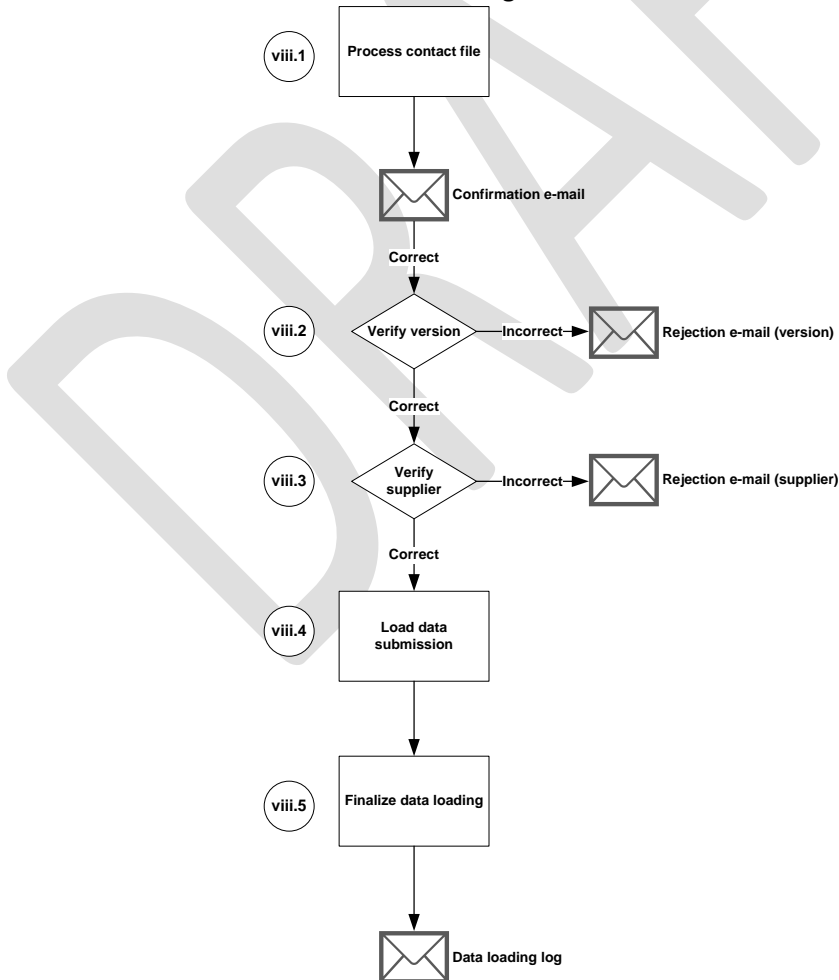 viii.1
Process contact file
Confirmation e-mail
Correct
viii.2
Verify version
Incorrect
Rejection e-mail (version)
Correct
viii.3
Verify
supplier
Incorrect
Rejection e-mail (supplier)
Correct
viii.4
Load data
submission
viii.5
Finalize data loading
Data loading log